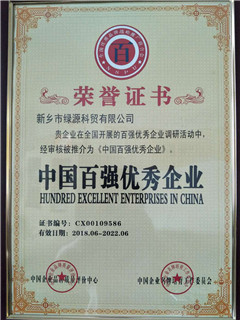 百
荣誉证书
新乡市绿源科贸有限公司
贵企业在全国开展的百强优秀企业调研活动中,
经审核被推介为《中国百强优秀企业》。
中国百强优秀企业
HUNDRED EXCELLENT ENTERPRISES IN CHINA
证书编号:CX00109586
有效日期:2018.06-2022.06